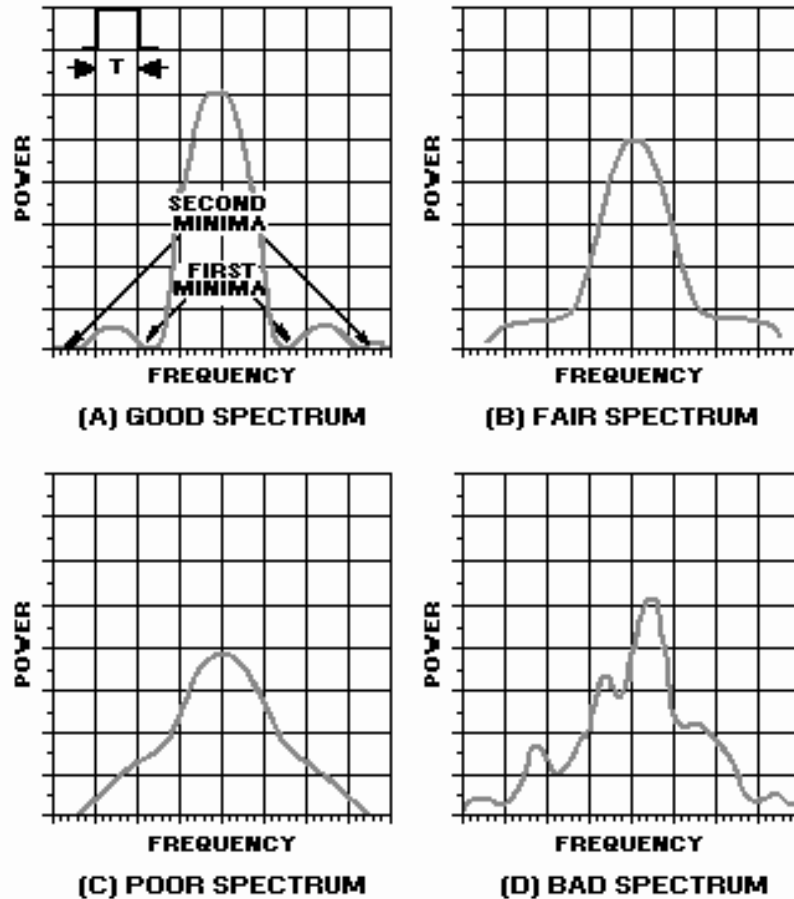 T
POWER
SECOND
MINIMA
FIRST
MINIMA
FREQUENCY
(A) GOOD SPECTRUM
POWER
FREQUENCY
(B) FAIR SPECTRUM
POWER
FREQUENCY
(C) POOR SPECTRUM
POWER
FREQUENCY
(D) BAD SPECTRUM